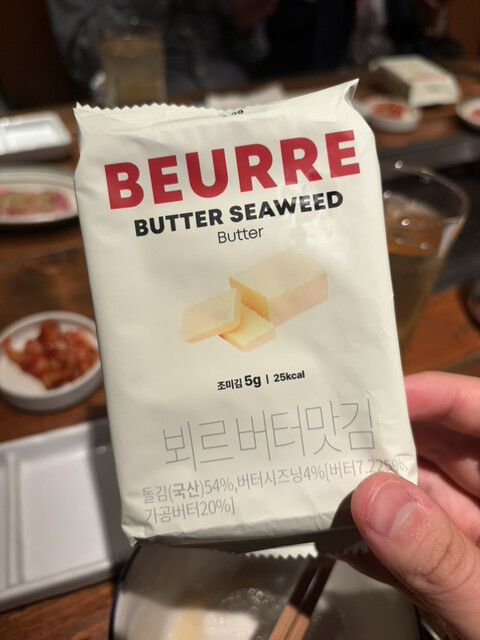 BEURRE
BUTTER SEAWEED
Butter
조미김 5g | 25kcal
뵈르버터맛김
돌김(국산)54%,버터시즈닝4%[버터7.225%,
가공버터20%]